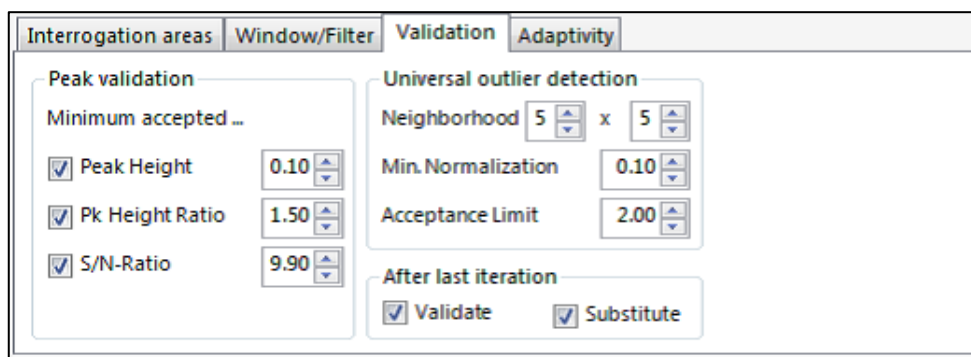 Interrogation areas Window/Filter Validation Adaptivity
Peak validation
Minimum accepted ...
Peak Height 0.10
Pk Height Ratio 1.50
S/N-Ratio 9.90
Universal outlier detection
Neighborhood 5 x 5
Min. Normalization 0.10
Acceptance Limit 2.00
After last iteration
Validate Substitute